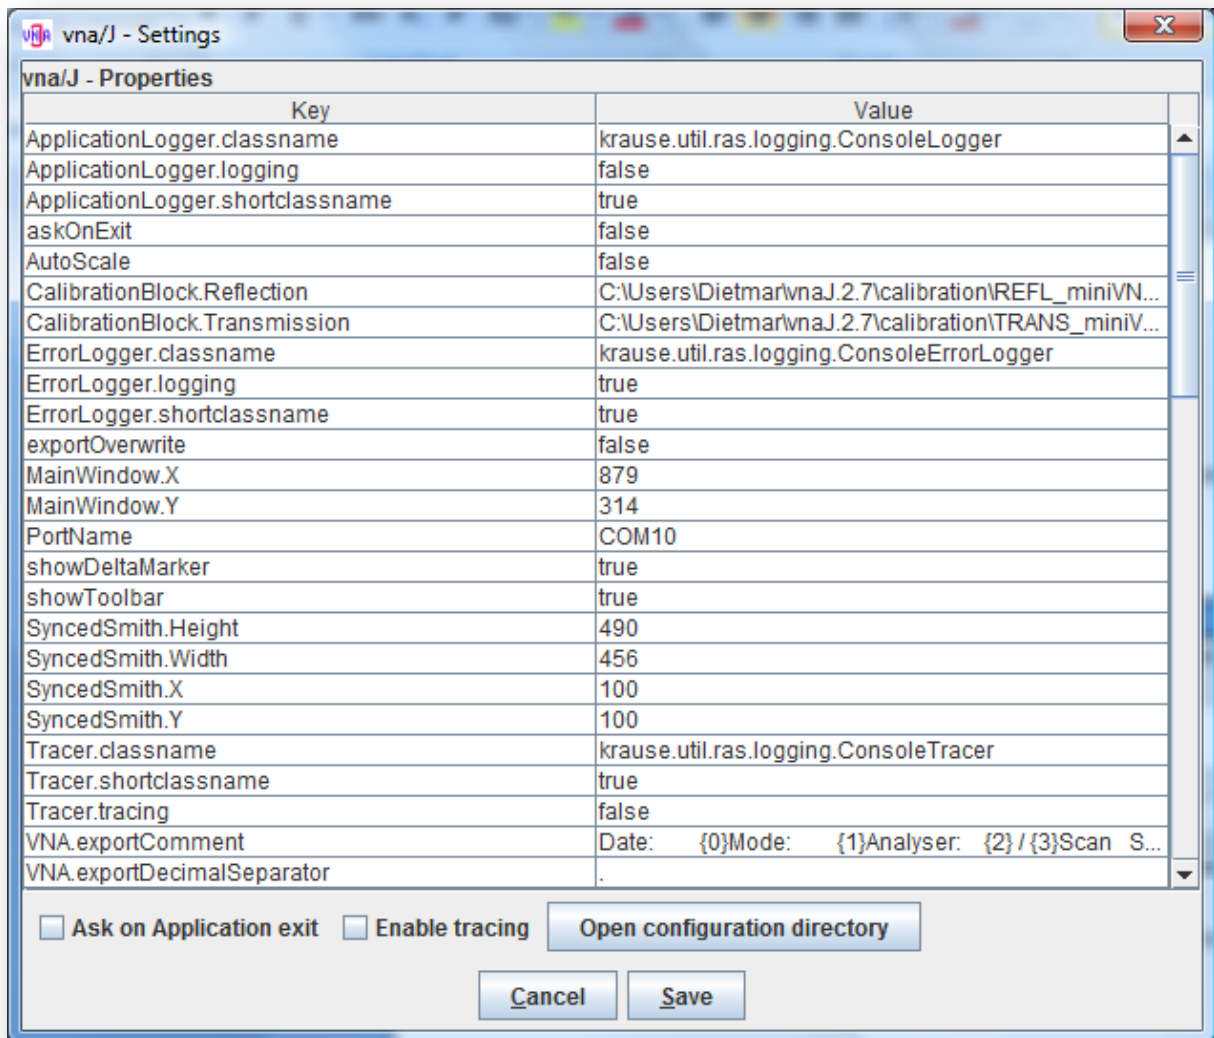 VNA vna/J - Settings
vna/J - Properties
Key Value
ApplicationLogger.classname krause.util.ras.logging.ConsoleLogger
ApplicationLogger.logging false
ApplicationLogger.shortclassname true
askOnExit false
AutoScale false
CalibrationBlock.Reflection C:\Users\Dietmar\vnaJ.2.7\calibration\REFL_miniVN...
CalibrationBlock.Transmission C:\Users\Dietmar\vnaJ.2.7\calibration\TRANS_miniV...
ErrorLogger.classname krause.util.ras.logging.ConsoleErrorLogger
ErrorLogger.logging true
ErrorLogger.shortclassname true
exportOverwrite false
MainWindow.X 879
MainWindow.Y 314
PortName COM10
showDeltaMarker true
showToolbar true
SyncedSmith.Height 490
SyncedSmith.Width 456
SyncedSmith.X 100
SyncedSmith.Y 100
Tracer.classname krause.util.ras.logging.ConsoleTracer
Tracer.shortclassname true
Tracer.tracing false
VNA.exportComment Date: {0}Mode: {1}Analyser: {2} / {3}Scan S...
VNA.exportDecimalSeparator .
Ask on Application exit Enable tracing Open configuration directory
Cancel Save